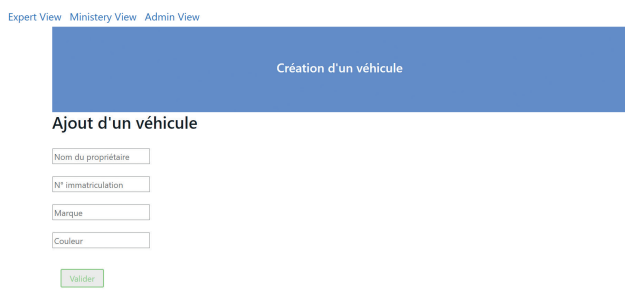 Expert View Ministery View Admin View
Création d'un véhicule
Ajout d'un véhicule
Nom du propriétaire
N° immatriculation
Marque
Couleur
Valider